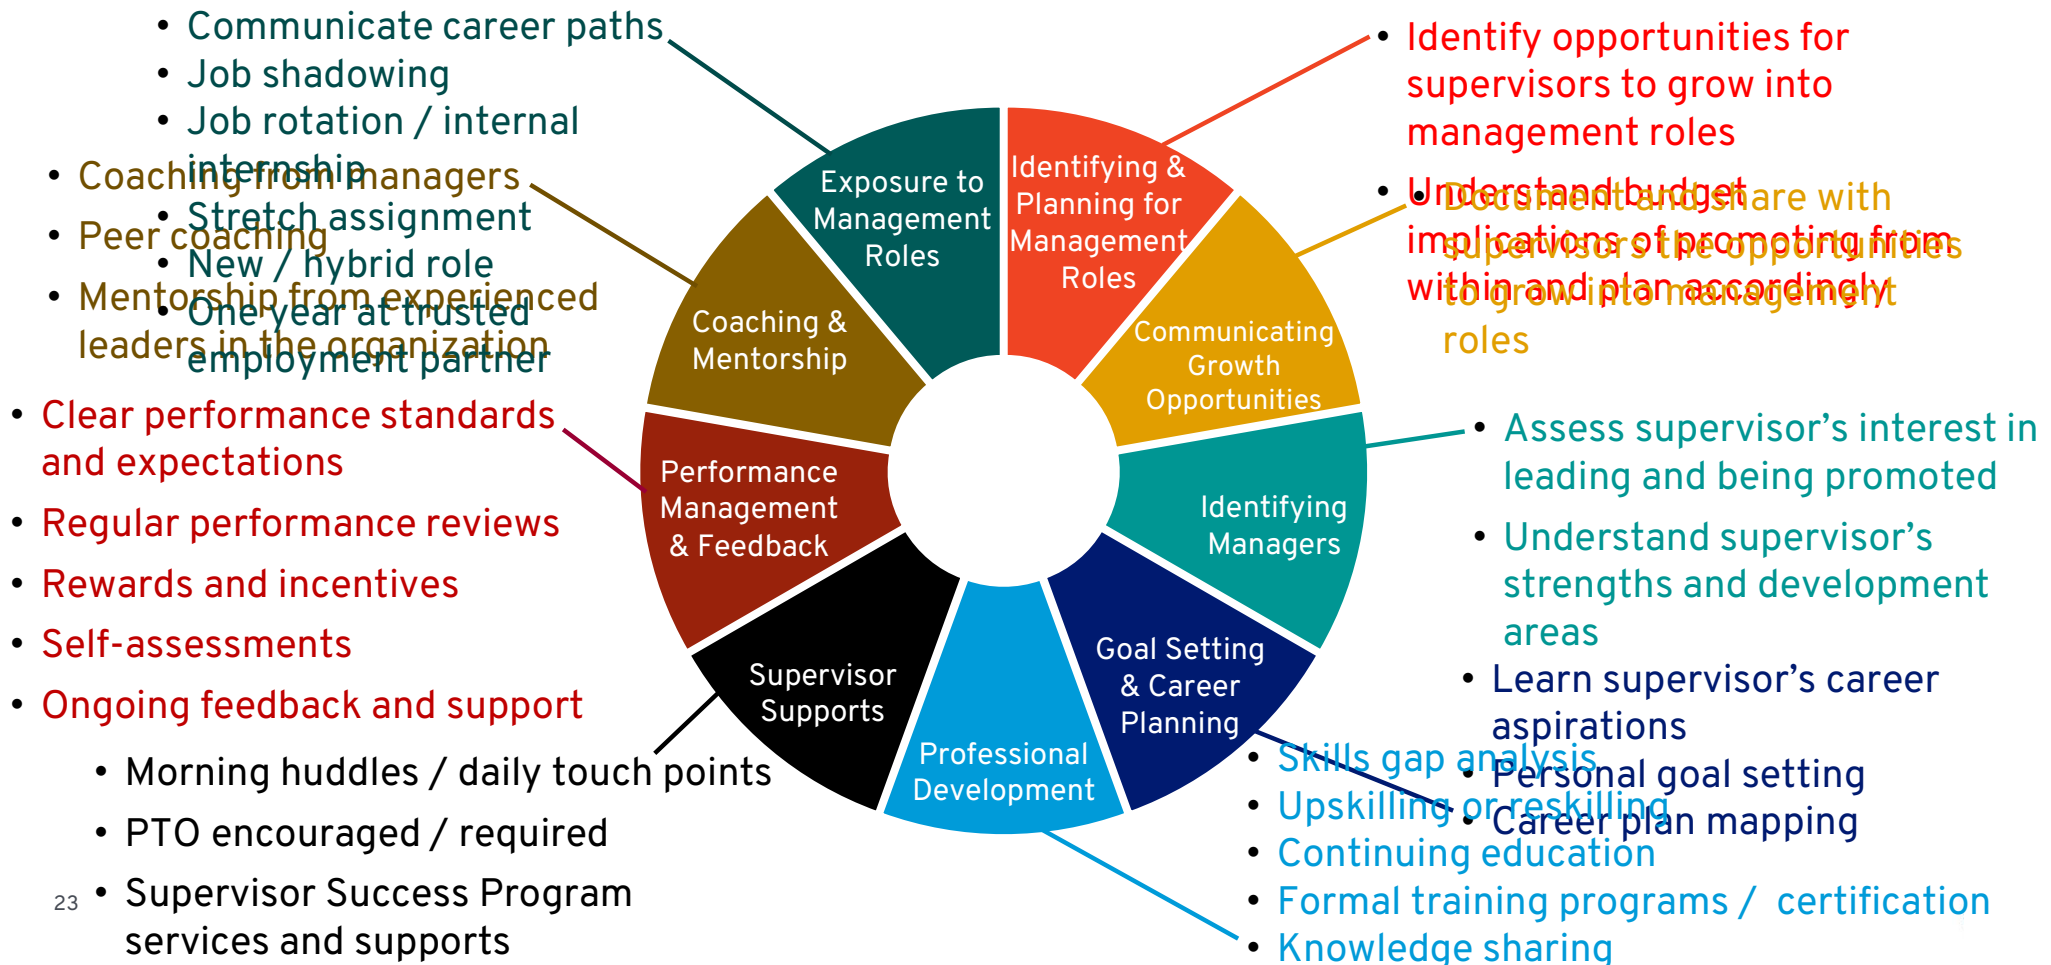 • Communicate career paths
• Job shadowing
• Job rotation / internal
internship
• Stretch assignment
• New / hybrid role
• One year at trusted
employment partner
• Coaching from managers
• Peer coaching
• Mentorship from experienced
leaders in the organization
• Clear performance standards
and expectations
• Regular performance reviews
• Rewards and incentives
• Self-assessments
• Ongoing feedback and support
• Morning huddles / daily touch points
• PTO encouraged / required
• Supervisor Success Program
services and supports
23
Exposure to
Management
Roles
Identifying &
Planning for
Management
Roles
Coaching &
Mentorship
Communicating
Growth
Opportunities
Performance
Management
& Feedback
Identifying
Managers
Supervisor
Supports
Professional
Development
Goal Setting
& Career
Planning
• Identify opportunities for
supervisors to grow into
management roles
• Understand budget
implications of promoting from
within and plan accordingly
• Document and share with
supervisors the opportunities
to grow into management
roles
• Assess supervisor’s interest in
leading and being promoted
• Understand supervisor’s
strengths and development
areas
• Learn supervisor’s career
aspirations
• Personal goal setting
• Career plan mapping
• Skills gap analysis
• Upskilling or reskilling
• Continuing education
• Formal training programs /  certification
• Knowledge sharing